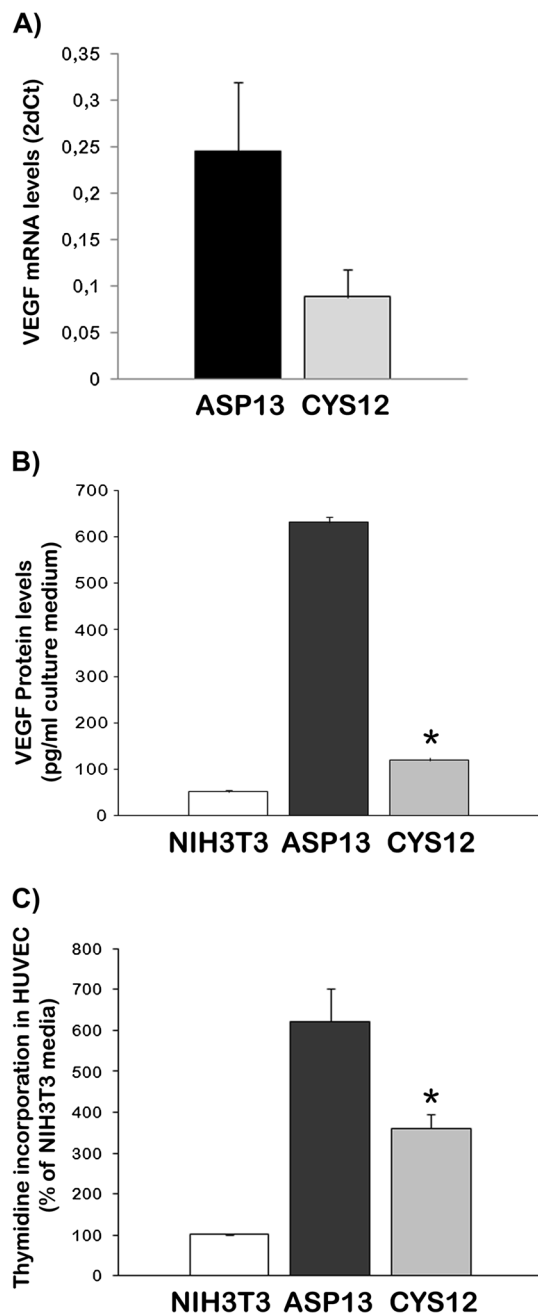 A)
VEGF mRNA levels (2dCt)
0,35
0,3
0,25
0,2
0,15
0,1
0,05
0
ASP13 CYS12
B)
VEGF Protein levels
(pg/ml culture medium)
700
600
500
400
300
200
100
0
*
NIH3T3 ASP13 CYS12
C)
Thymidine incorporation in HUVEC
(% of NIH3T3 media)
800
700
600
500
400
300
200
100
0
*
NIH3T3 ASP13 CYS12